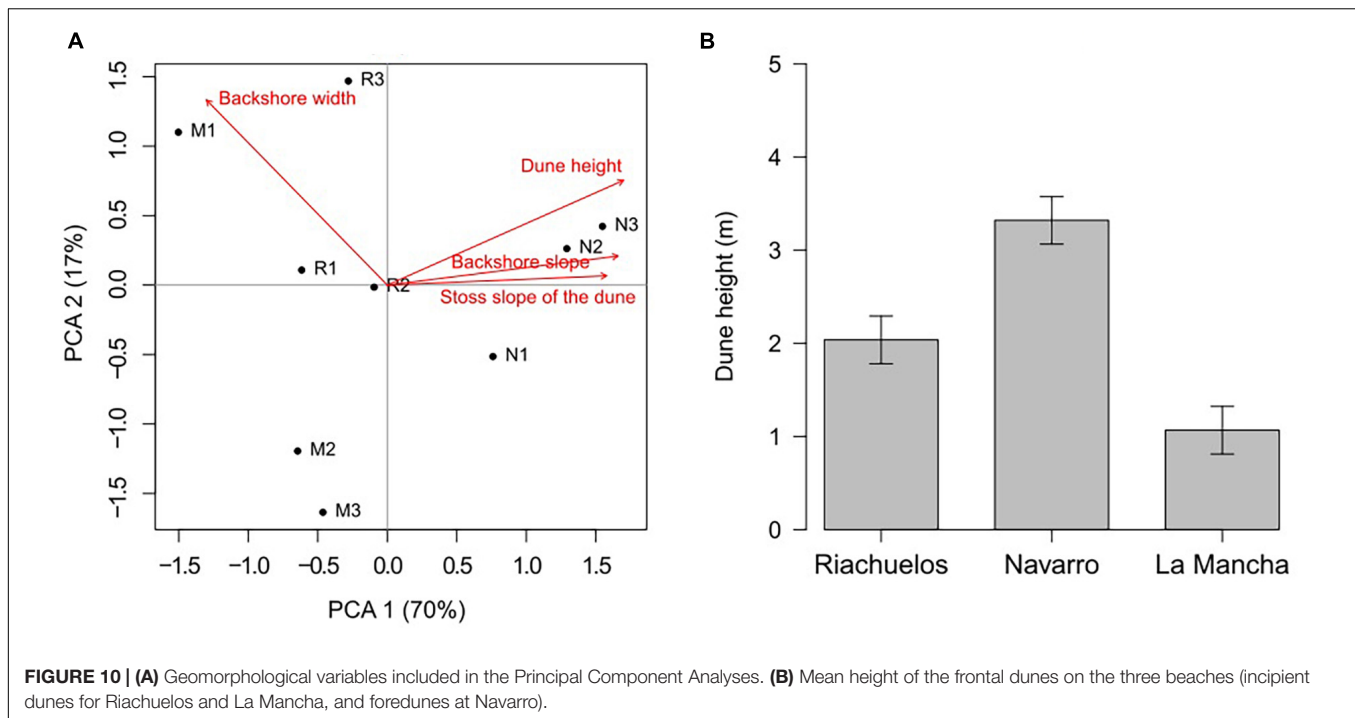 A
1.5
1.0
0.5
0.0
−0.5
−1.0
−1.5
PCA 2 (17%)
R3
Backshore width
M1
Dune height
N3
N2
Backshore slope
R1
R2
Stoss slope of the dune
N1
M2
M3
−1.5 −1.0 −0.5 0.0 0.5 1.0 1.5
PCA 1 (70%)
B
5
4
3
2
1
0
Dune height (m)
Riachuelos Navarro La Mancha
FIGURE 10 | (A) Geomorphological variables included in the Principal Component Analyses. (B) Mean height of the frontal dunes on the three beaches (incipient
dunes for Riachuelos and La Mancha, and foredunes at Navarro).